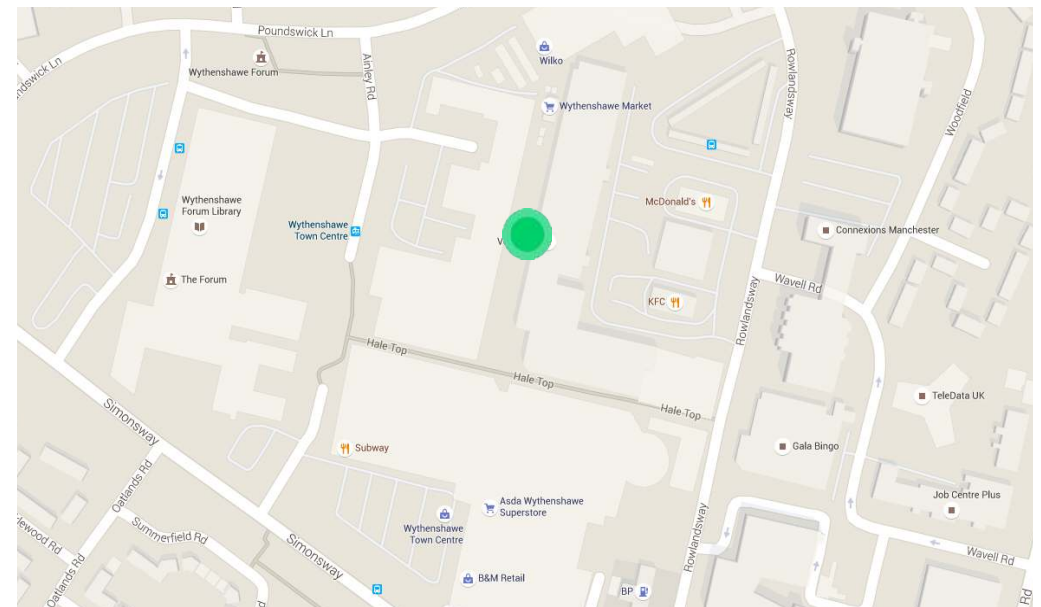 Poundswick Ln
Wilko
Wythenshawe Forum
Ainley Rd
Rowlandsway
Wythenshawe Market
Woodfield
Wythenshawe
Forum Library
McDonald's
Wythenshawe
Town Centre
Connexions Manchester
The Forum
Wavell Rd
KFC
Rowlandsway
Hale Top
Hale Top
Hale Top
TeleData UK
Simonsway
Subway
Gala Bingo
Oatlands Rd
Asda Wythenshawe
Superstore
Job Centre Plus
Wythenshawe
Town Centre
Summerfield Rd
Simonsway
Rowlandsway
Wavell Rd
B&M Retail
BP
Oatlands Rd
Rd